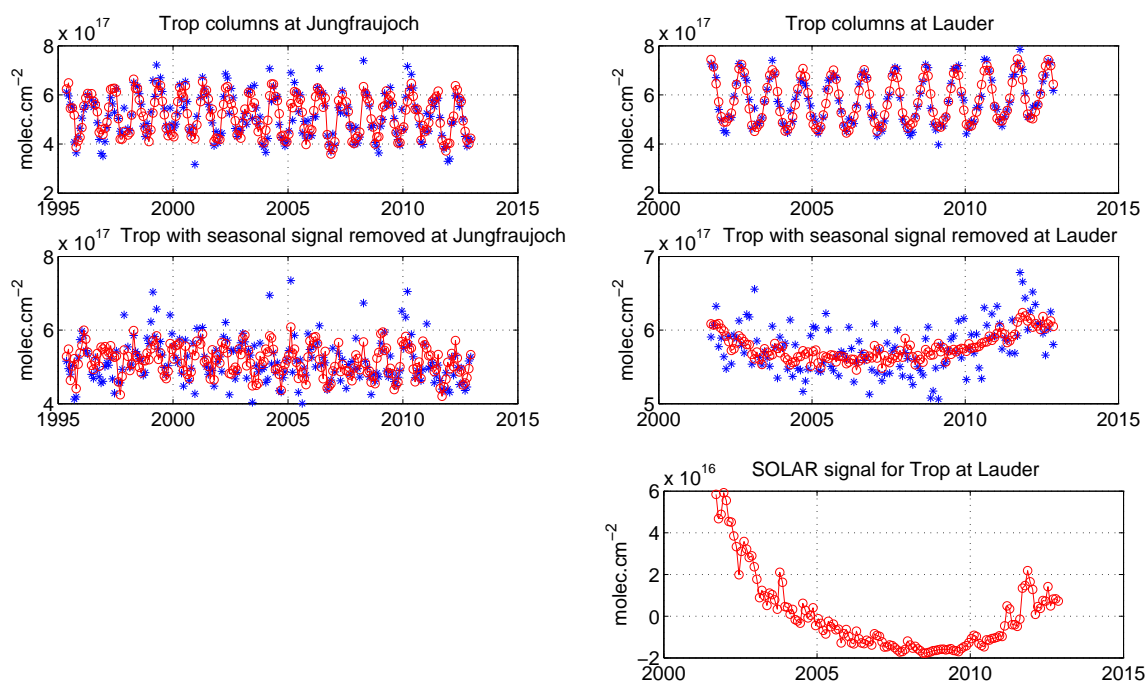 Trop columns at Jungfraujoch
x 10^17
8
6
4
2
molec.cm−2
1995 2000 2005 2010 2015
Trop columns at Lauder
x 10^17
8
6
4
2
molec.cm−2
2000 2005 2010 2015
x 10^17 Trop with seasonal signal removed at Jungfraujoch
8
6
4
molec.cm−2
1995 2000 2005 2010 2015
x 10^17 Trop with seasonal signal removed at Lauder
7
6
5
molec.cm−2
2000 2005 2010 2015
SOLAR signal for Trop at Lauder
x 10^16
6
4
2
0
−2
molec.cm−2
2000 2005 2010 2015